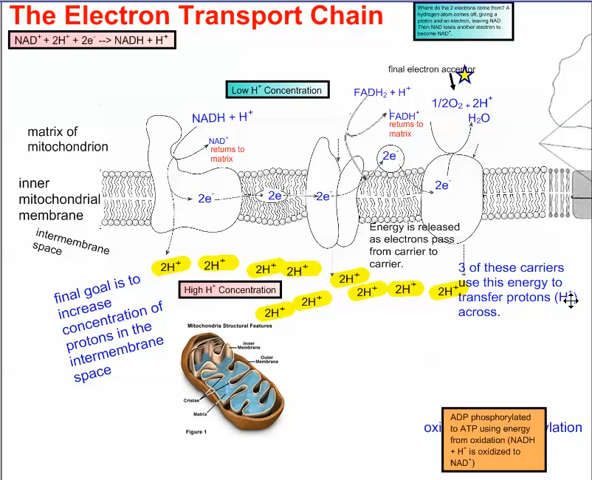 The Electron Transport Chain
NAD⁺ + 2H⁺ + 2e⁻ --> NADH + H⁺
Where do the 2 electrons come from? A
hydrogen atom comes off, giving a
proton and an electron, leaving NAD.
Then NAD loses another electron to
become NAD⁺.
final electron acceptor
Low H⁺ Concentration
FADH₂ + H⁺
1/2O₂ + 2H⁺
H₂O
NADH + H⁺
FADH⁺
returns to
matrix
matrix of
mitochondrion
NAD⁺
returns to
matrix
2e⁻
inner
mitochondrial
membrane
2e⁻
2e⁻
2e⁻
2e⁻
intermembrane
space
Energy is released
as electrons pass
from carrier to
carrier.
2H⁺
2H⁺
2H⁺
2H⁺
2H⁺
2H⁺
2H⁺
2H⁺
2H⁺
2H⁺
3 of these carriers
use this energy to
transfer protons (H⁺)
across.
High H⁺ Concentration
final goal is to
increase
concentration of
protons in the
intermembrane
space
Mitochondria Structural Features
Inner
Membrane
Outer
Membrane
Cristae
Matrix
Figure 1
ADP phosphorylated
to ATP using energy
from oxidation (NADH
+ H⁺ is oxidized to
NAD⁺)